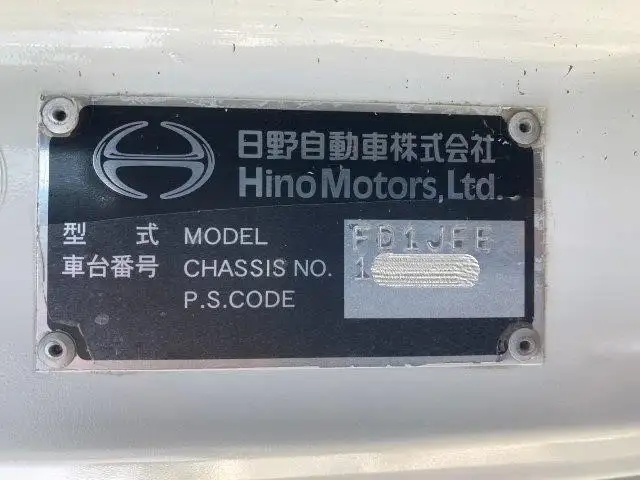 日野自動車株式会社
Hino Motors, Ltd.
型式 MODEL FD1JEE
車台番号 CHASSIS NO. 1
P.S.CODE